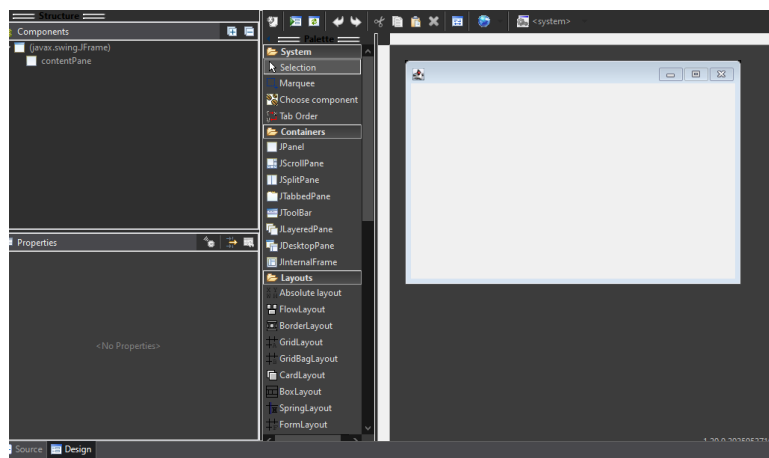 Structure
Components
(javax.swing.JFrame)
contentPane
Properties
<No Properties>
Source
Design
<system>
Palette
System
Selection
Marquee
Choose component
Tab Order
Containers
JPanel
JScrollPane
JSplitPane
JTabbedPane
JToolBar
JLayeredPane
JDesktopPane
JInternalFrame
Layouts
Absolute layout
FlowLayout
BorderLayout
GridLayout
GridBagLayout
CardLayout
BoxLayout
SpringLayout
FormLayout